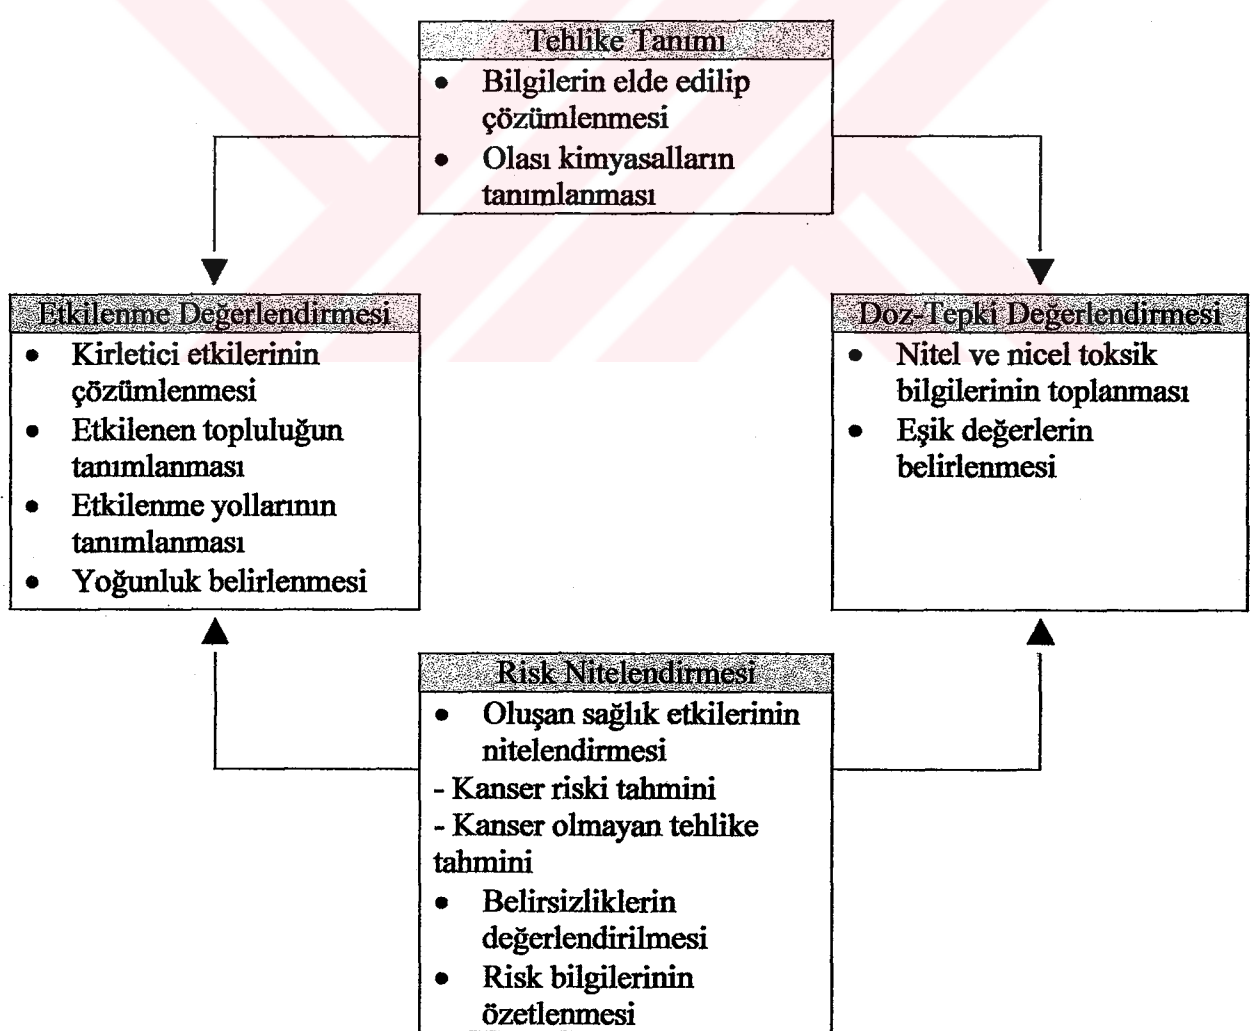 Tehlike Tanımı
• Bilgilerin elde edilip
çözümlenmesi
• Olası kimyasalların
tanımlanması
Etkilenme Değerlendirmesi
• Kirletici etkilerinin
çözümlenmesi
• Etkilenen topluluğun
tanımlanması
• Etkilenme yollarının
tanımlanması
• Yoğunluk belirlenmesi
Doz-Tepki Değerlendirmesi
• Nitel ve nicel toksik
bilgilerinin toplanması
• Eşik değerlerin
belirlenmesi
Risk Nitelendirmesi
• Oluşan sağlık etkilerinin
nitelendirmesi
- Kanser riski tahmini
- Kanser olmayan tehlike
tahmini
• Belirsizliklerin
değerlendirilmesi
• Risk bilgilerinin
özetlenmesi